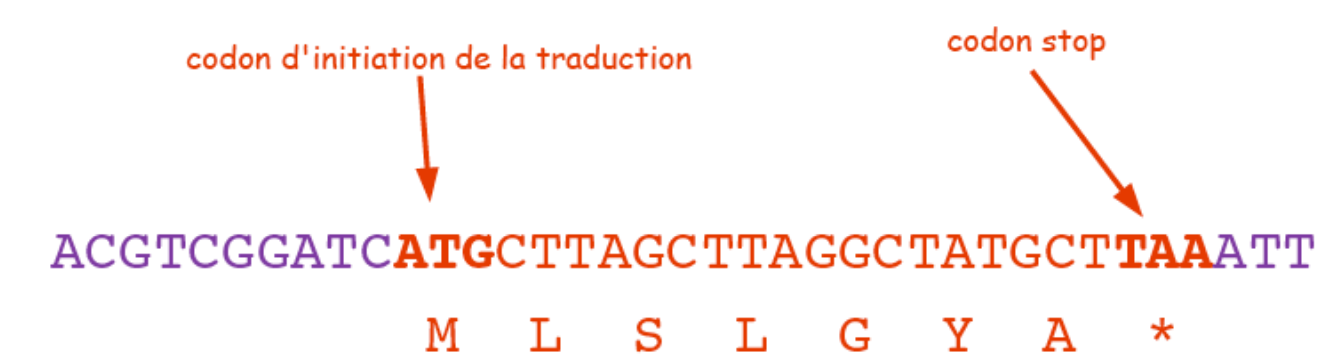 codon stop
codon d'initiation de la traduction
ACGTCGGATCATGCTTAGCTTAGGCTATGCTTAAATT
M L S L G Y A *